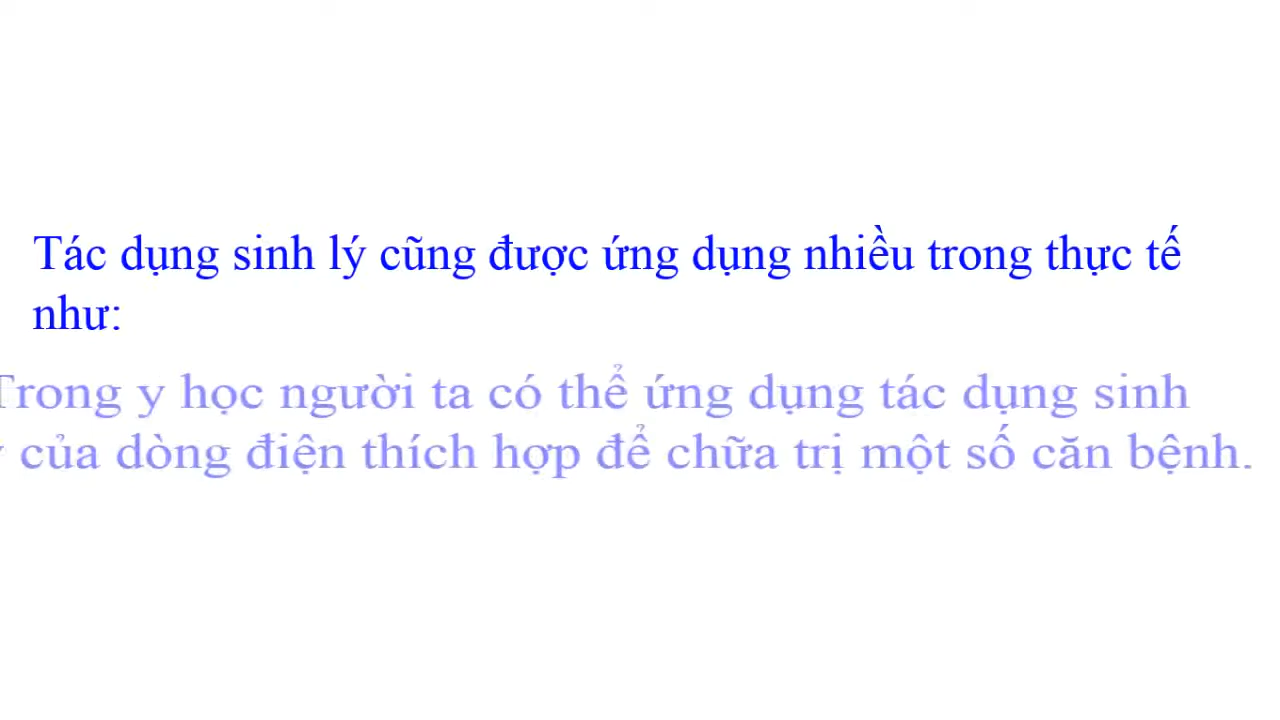 Tác dụng sinh lý cũng được ứng dụng nhiều trong thực tế
như:
Trong y học người ta có thể ứng dụng tác dụng sinh
của dòng điện thích hợp để chữa trị một số căn bệnh.